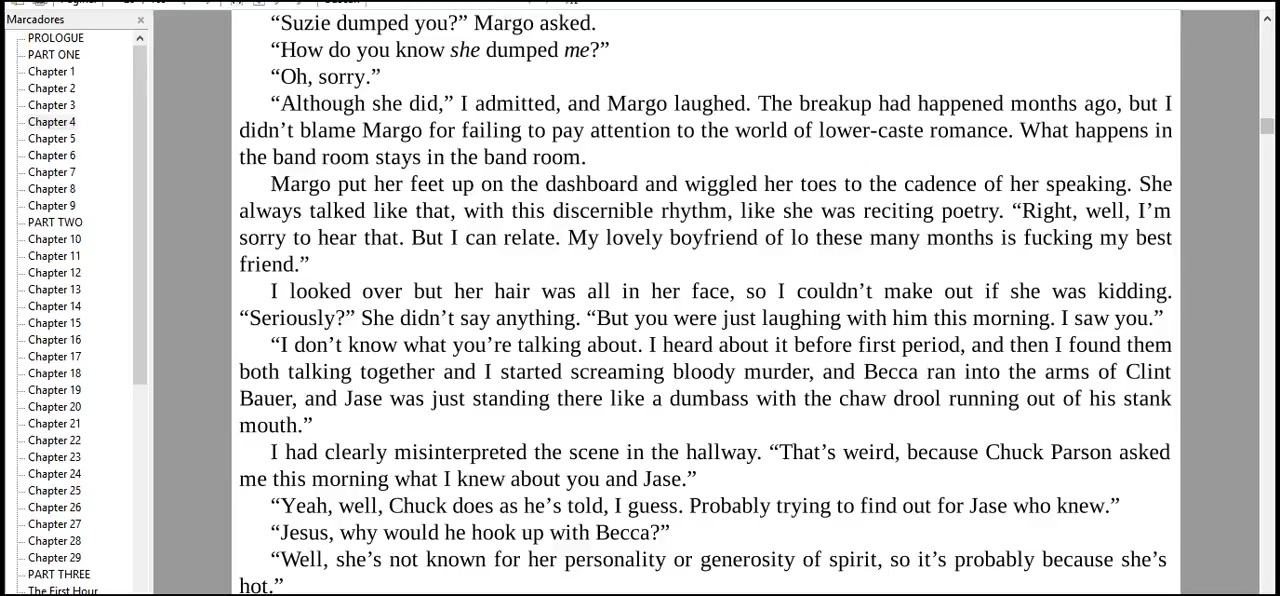 Marcadores
PROLOGUE
PART ONE
Chapter 1
Chapter 2
Chapter 3
Chapter 4
Chapter 5
Chapter 6
Chapter 7
Chapter 8
Chapter 9
PART TWO
Chapter 10
Chapter 11
Chapter 12
Chapter 13
Chapter 14
Chapter 15
Chapter 16
Chapter 17
Chapter 18
Chapter 19
Chapter 20
Chapter 21
Chapter 22
Chapter 23
Chapter 24
Chapter 25
Chapter 26
Chapter 27
Chapter 28
Chapter 29
PART THREE
The First Hour
“Suzie dumped you?” Margo asked.
“How do you know she dumped me?”
“Oh, sorry.”
“Although she did,” I admitted, and Margo laughed. The breakup had happened months ago, but I
didn’t blame Margo for failing to pay attention to the world of lower-caste romance. What happens in
the band room stays in the band room.
Margo put her feet up on the dashboard and wiggled her toes to the cadence of her speaking. She
always talked like that, with this discernible rhythm, like she was reciting poetry. “Right, well, I’m
sorry to hear that. But I can relate. My lovely boyfriend of lo these many months is fucking my best
friend.”
I looked over but her hair was all in her face, so I couldn’t make out if she was kidding.
“Seriously?” She didn’t say anything. “But you were just laughing with him this morning. I saw you.”
“I don’t know what you’re talking about. I heard about it before first period, and then I found them
both talking together and I started screaming bloody murder, and Becca ran into the arms of Clint
Bauer, and Jase was just standing there like a dumbass with the chaw drool running out of his stank
mouth.”
I had clearly misinterpreted the scene in the hallway. “That’s weird, because Chuck Parson asked
me this morning what I knew about you and Jase.”
“Yeah, well, Chuck does as he’s told, I guess. Probably trying to find out for Jase who knew.”
“Jesus, why would he hook up with Becca?”
“Well, she’s not known for her personality or generosity of spirit, so it’s probably because she’s
hot.”